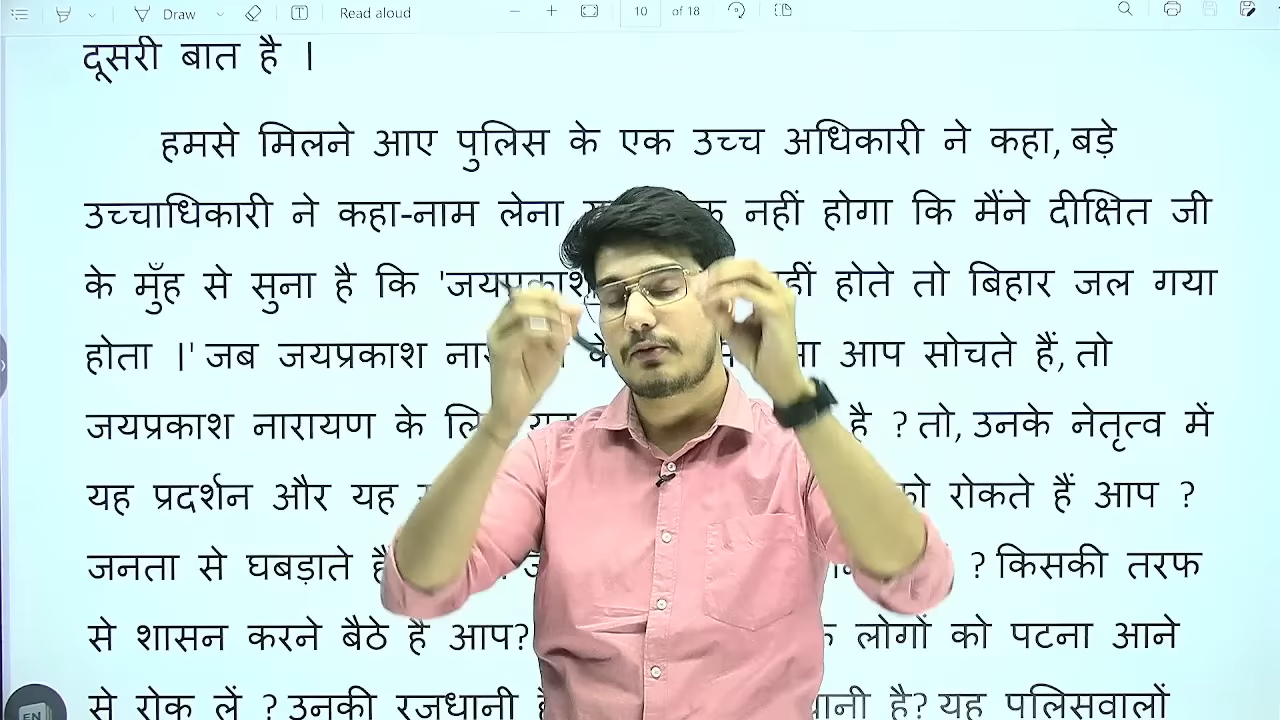 Draw Read aloud 10 of 18
दूसरी बात है ।
हमसे मिलने आए पुलिस के एक उच्च अधिकारी ने कहा, बड़े
उच्चाधिकारी ने कहा-नाम लेना नहीं होगा कि मैंने दीक्षित जी
के मुँह से सुना है कि 'जयप्रकाश होते तो बिहार जल गया
होता ।' जब जयप्रकाश आप सोचते हैं, तो
जयप्रकाश नारायण के है ? तो, उनके नेतृत्व में
यह प्रदर्शन और यह रोकते हैं आप ?
जनता से घबड़ाते ? किसकी तरफ
से शासन करने बैठे है आप? लोगों को पटना आने
से रोक लें ? उनकी रजधानी है? यह पुलिसवालों
EN